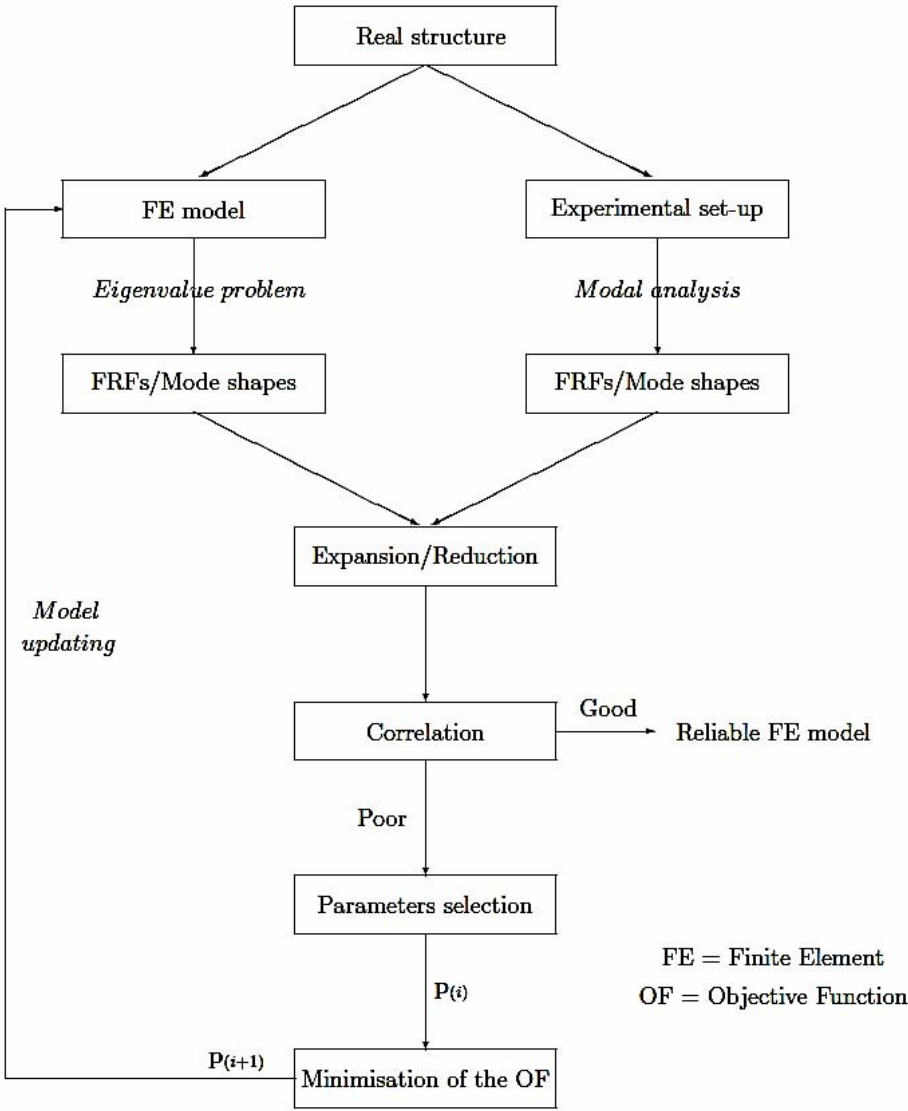 Real structure
FE model
Experimental set-up
Eigenvalue problem
Modal analysis
FRFs/Mode shapes
FRFs/Mode shapes
Expansion/Reduction
Model
updating
Correlation
Good
Reliable FE model
Poor
Parameters selection
P(i)
FE = Finite Element
OF = Objective Function
P(i+1)
Minimisation of the OF